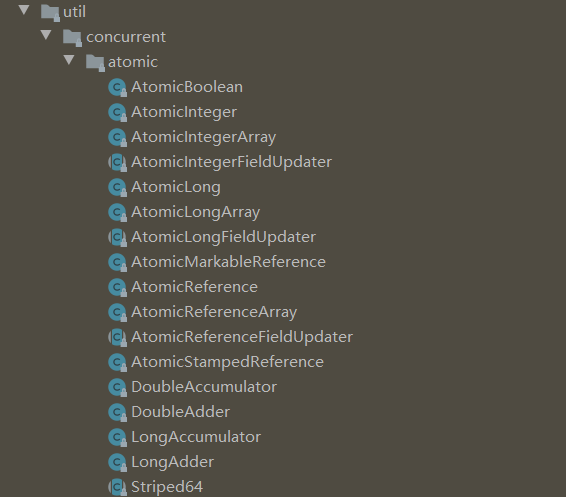 util
concurrent
atomic
AtomicBoolean
AtomicInteger
AtomicIntegerArray
AtomicIntegerFieldUpdater
AtomicLong
AtomicLongArray
AtomicLongFieldUpdater
AtomicMarkableReference
AtomicReference
AtomicReferenceArray
AtomicReferenceFieldUpdater
AtomicStampedReference
DoubleAccumulator
DoubleAdder
LongAccumulator
LongAdder
Striped64